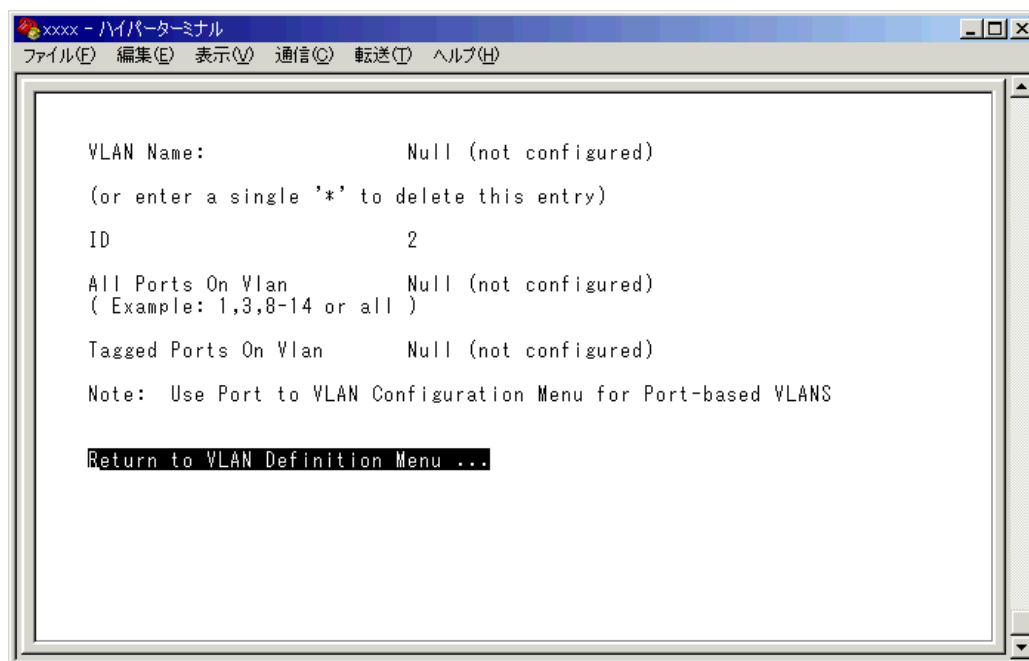 xxxx - ハイパーターミナル
ファイル(F) 編集(E) 表示(V) 通信(C) 転送(T) ヘルプ(H)
VLAN Name: Null (not configured)
(or enter a single '*' to delete this entry)
ID 2
All Ports On Vlan Null (not configured)
( Example: 1,3,8-14 or all )
Tagged Ports On Vlan Null (not configured)
Note: Use Port to VLAN Configuration Menu for Port-based VLANS
Return to VLAN Definition Menu ...